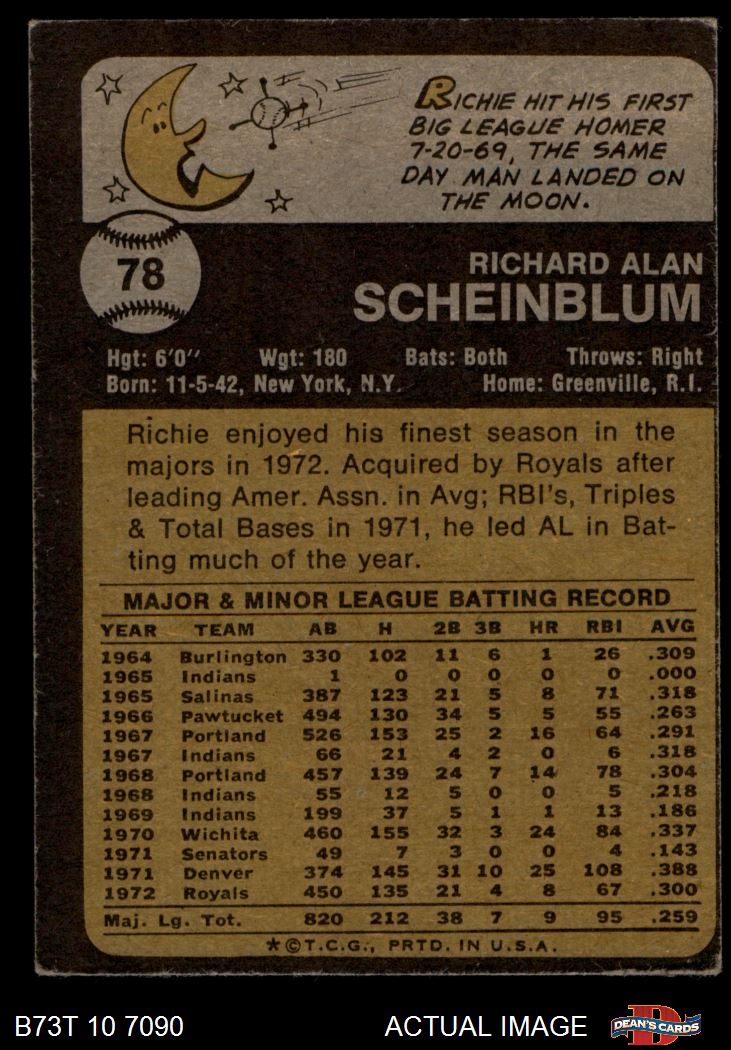 RICHIE HIT HIS FIRST
BIG LEAGUE HOMER
7-20-69, THE SAME
DAY MAN LANDED ON
THE MOON.
78
RICHARD ALAN
SCHEINBLUM
Hgt: 6'0" Wgt: 180 Bats: Both Throws: Right
Born: 11-5-42, New York, N.Y. Home: Greenville, R.I.
Richie enjoyed his finest season in the
majors in 1972. Acquired by Royals after
leading Amer. Assn. in Avg; RBI's, Triples
& Total Bases in 1971, he led AL in Bat-
ting much of the year.
MAJOR & MINOR LEAGUE BATTING RECORD
YEAR TEAM AB H 2B 3B HR RBI AVG
1964 Burlington 330 102 11 6 1 26 .309
1965 Indians 1 0 0 0 0 0 .000
1965 Salinas 387 123 21 5 8 71 .318
1966 Pawtucket 494 130 34 5 5 55 .263
1967 Portland 526 153 25 2 16 64 .291
1967 Indians 66 21 4 2 0 6 .318
1968 Portland 457 139 24 7 14 78 .304
1968 Indians 55 12 5 0 0 5 .218
1969 Indians 199 37 5 1 1 13 .186
1970 Wichita 460 155 32 3 24 84 .337
1971 Senators 49 7 3 0 0 4 .143
1971 Denver 374 145 31 10 25 108 .388
1972 Royals 450 135 21 4 8 67 .300
Maj. Lg. Tot. 820 212 38 7 9 95 .259
*©T.C.G., PRTD. IN U.S.A.
B73T 10 7090 ACTUAL IMAGE
D
DEAN'S CARDS